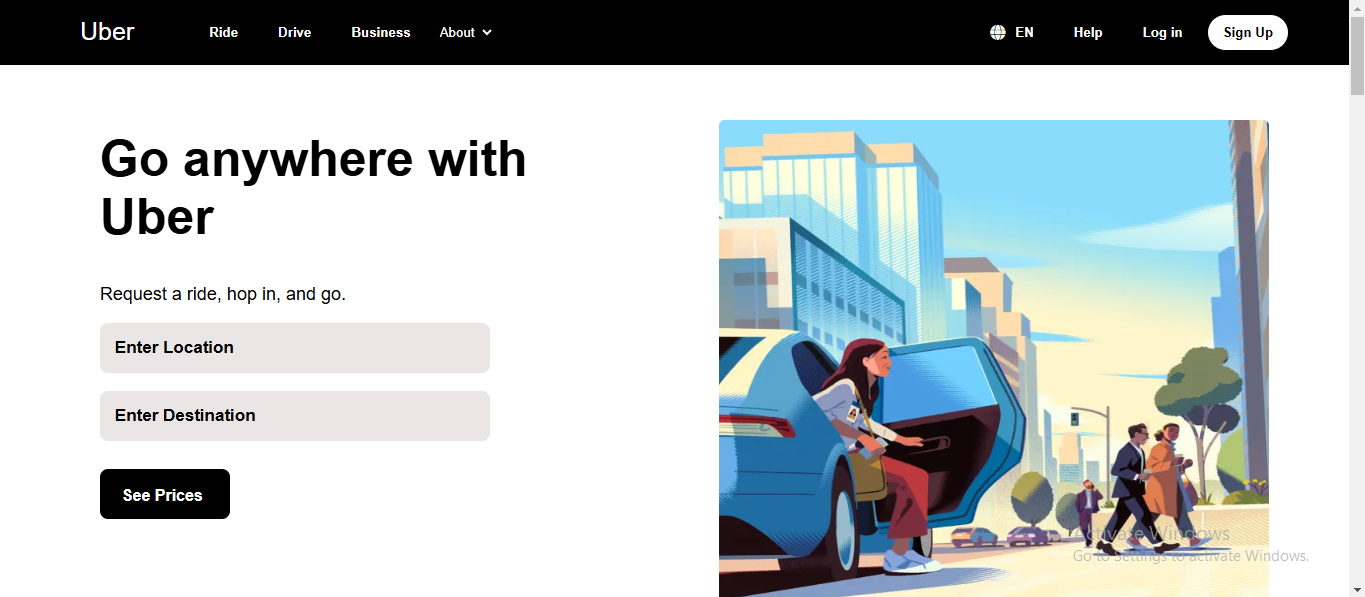 Uber Ride Drive Business About EN Help Log in Sign Up
Go anywhere with
Uber
Request a ride, hop in, and go.
Enter Location
Enter Destination
See Prices
Activate Windows
Go to Settings to activate Windows.